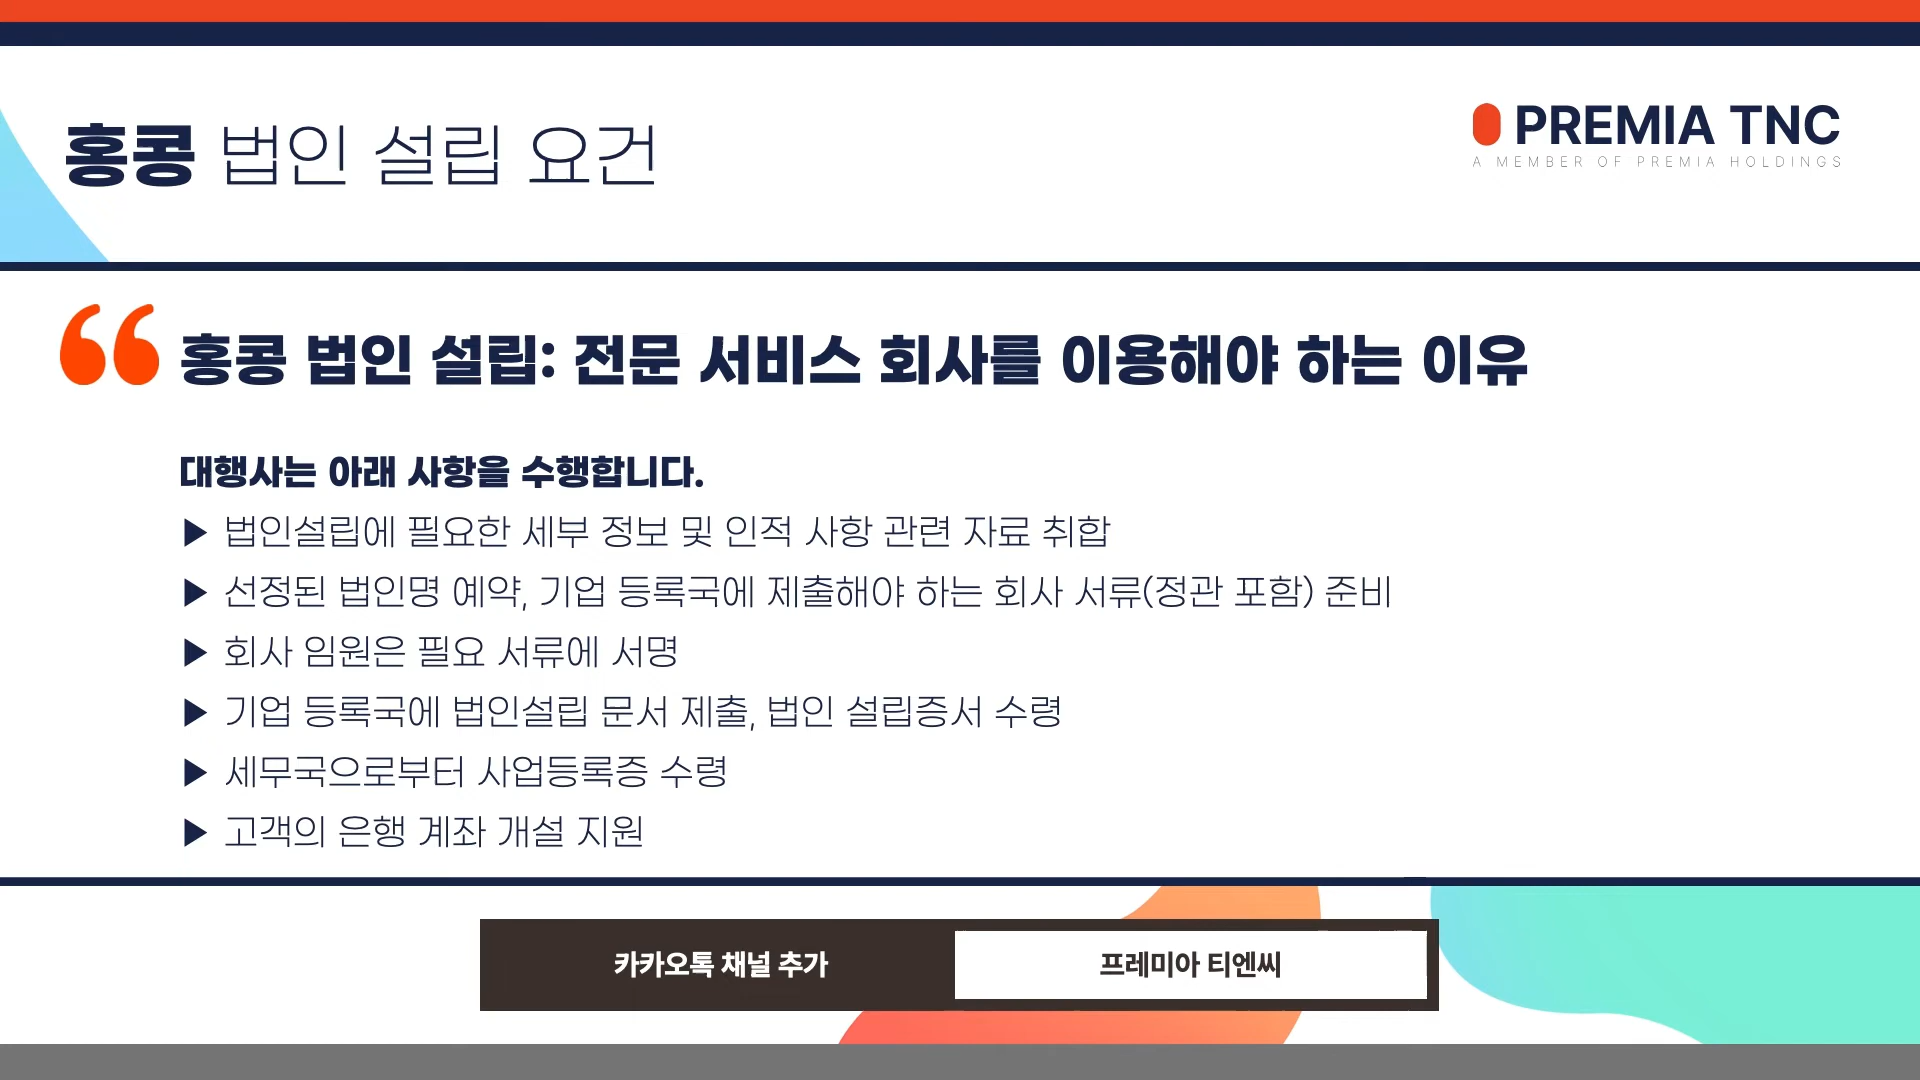 홍콩 법인 설립 요건
PREMIA TNC
A MEMBER OF PREMIA HOLDINGS
홍콩 법인 설립: 전문 서비스 회사를 이용해야 하는 이유
대행사는 아래 사항을 수행합니다.
▶ 법인설립에 필요한 세부 정보 및 인적 사항 관련 자료 취합
▶ 선정된 법인명 예약, 기업 등록국에 제출해야 하는 회사 서류(정관 포함) 준비
▶ 회사 임원은 필요 서류에 서명
▶ 기업 등록국에 법인설립 문서 제출, 법인 설립증서 수령
▶ 세무국으로부터 사업등록증 수령
▶ 고객의 은행 계좌 개설 지원
카카오톡 채널 추가
프레미아 티엔씨